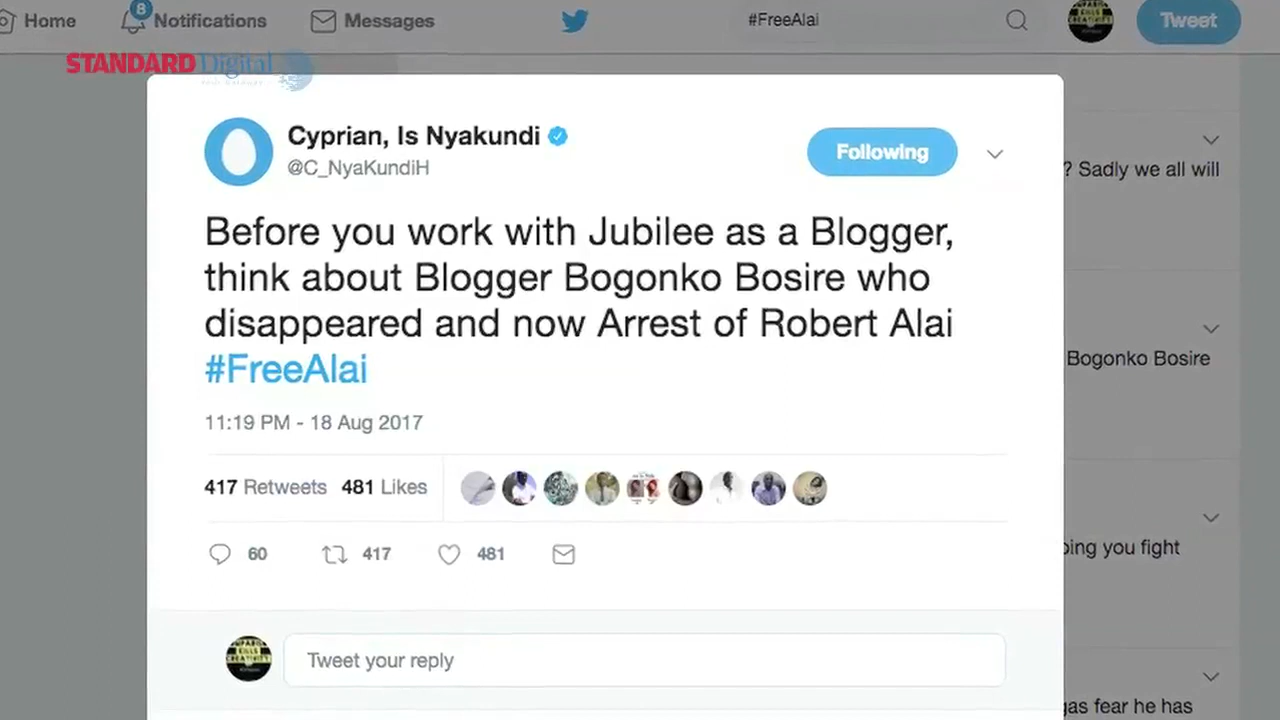 Home
8
Notifications
Messages
#FreeAlai
Tweet
STANDARD Digital
Cyprian, Is Nyakundi
@C_NyaKundiH
Following
Before you work with Jubilee as a Blogger,
think about Blogger Bogonko Bosire who
disappeared and now Arrest of Robert Alai
#FreeAlai
11:19 PM - 18 Aug 2017
417 Retweets 481 Likes
60
417
481
KILLS
CREATIVITY
Tweet your reply
? Sadly we all will
Bogonko Bosire
you fight
fear he has